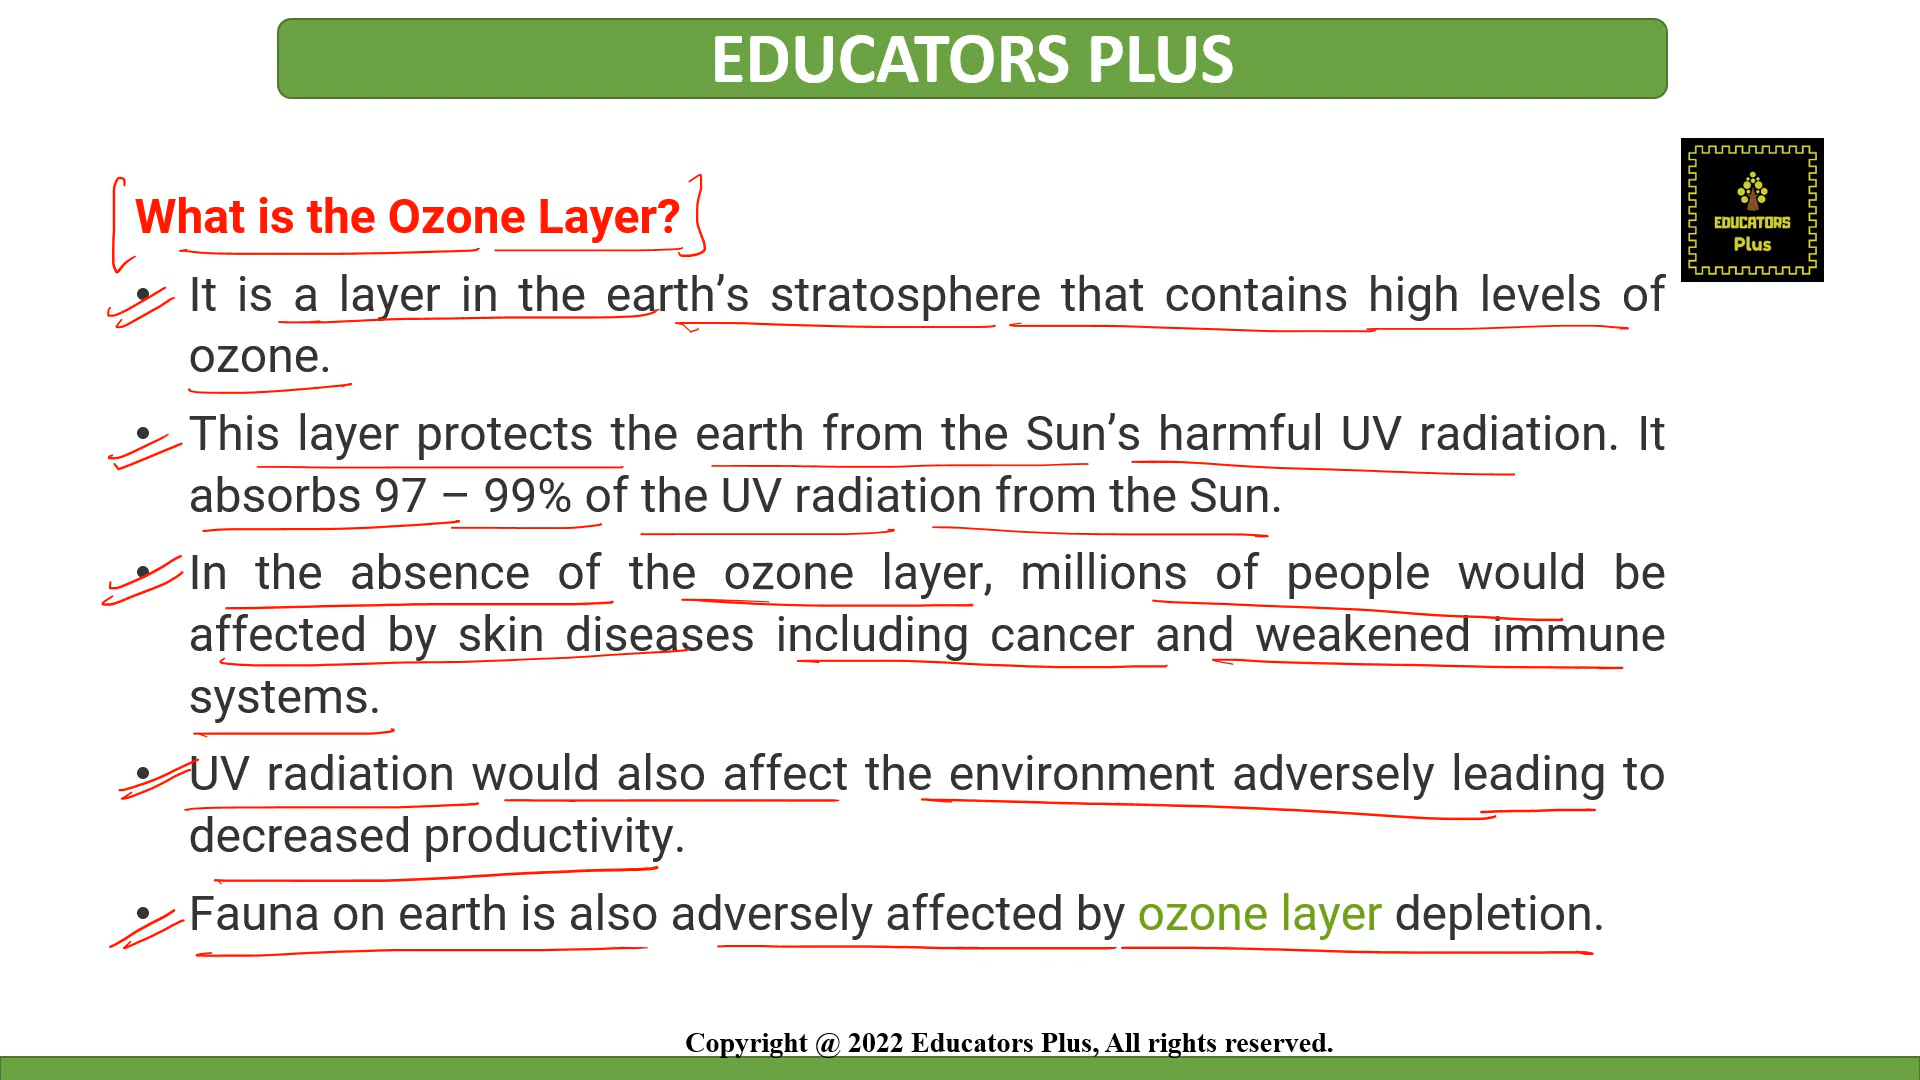 EDUCATORS PLUS
EDUCATORS
Plus
What is the Ozone Layer?
• It is a layer in the earth’s stratosphere that contains high levels of
ozone.
• This layer protects the earth from the Sun’s harmful UV radiation. It
absorbs 97 – 99% of the UV radiation from the Sun.
• In the absence of the ozone layer, millions of people would be
affected by skin diseases including cancer and weakened immune
systems.
• UV radiation would also affect the environment adversely leading to
decreased productivity.
• Fauna on earth is also adversely affected by ozone layer depletion.
Copyright @ 2022 Educators Plus, All rights reserved.